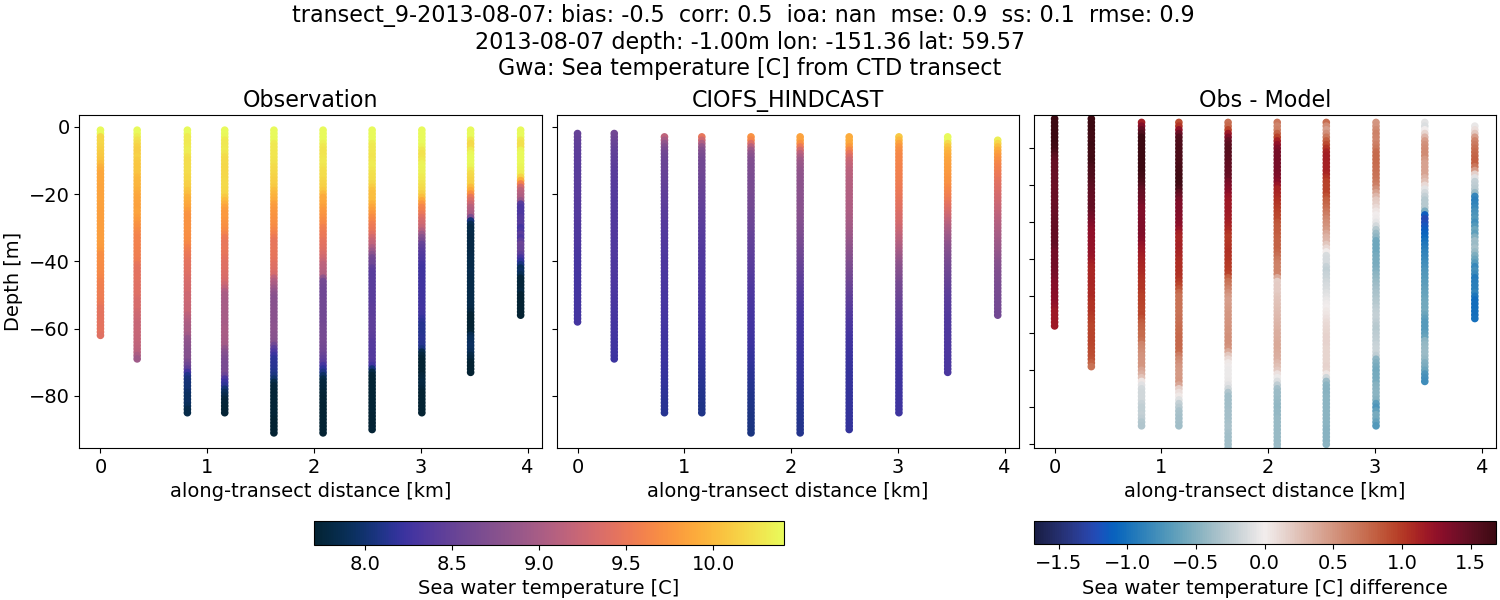 transect_9-2013-08-07: bias: -0.5  corr: 0.5  ioa: nan  mse: 0.9  ss: 0.1  rmse: 0.9
2013-08-07 depth: -1.00m lon: -151.36 lat: 59.57
Gwa: Sea temperature [C] from CTD transect
Observation
CIOFS_HINDCAST
Obs - Model
Depth [m]
0
−20
−40
−60
−80
0 1 2 3 4
0 1 2 3 4
0 1 2 3 4
along-transect distance [km]
along-transect distance [km]
along-transect distance [km]
8.0 8.5 9.0 9.5 10.0
Sea water temperature [C]
−1.5 −1.0 −0.5 0.0 0.5 1.0 1.5
Sea water temperature [C] difference